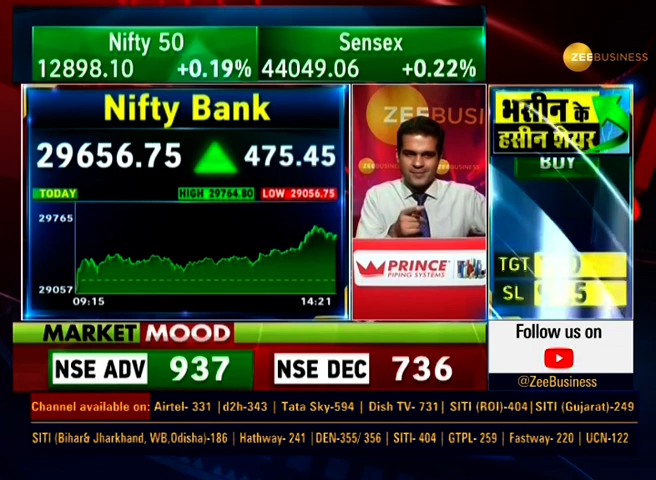 Nifty 50
12898.10 +0.19%
Sensex
44049.06 +0.22%
ZEEBUSINESS
Nifty Bank
29656.75 475.45
TODAY HIGH 29764.80 LOW 29056.75
29765
29057
09:15 14:21
ZEEBUSI
ZEEBUSINESS
PRINCE
PIPING SYSTEMS
भसीन के
हसीन शेयर
BUY
TGT
SL
MARKET MOOD
NSE ADV 937 NSE DEC 736
Follow us on
@ZeeBusiness
Channel available on: Airtel- 331 |d2h-343 | Tata Sky-594 | Dish TV- 731| SITI (ROI)-404|SITI (Gujarat)-249
SITI (Bihar& Jharkhand, WB,Odisha)-186 | Hathway- 241 |DEN-355/ 356 | SITI- 404 | GTPL- 259 | Fastway- 220 | UCN-122